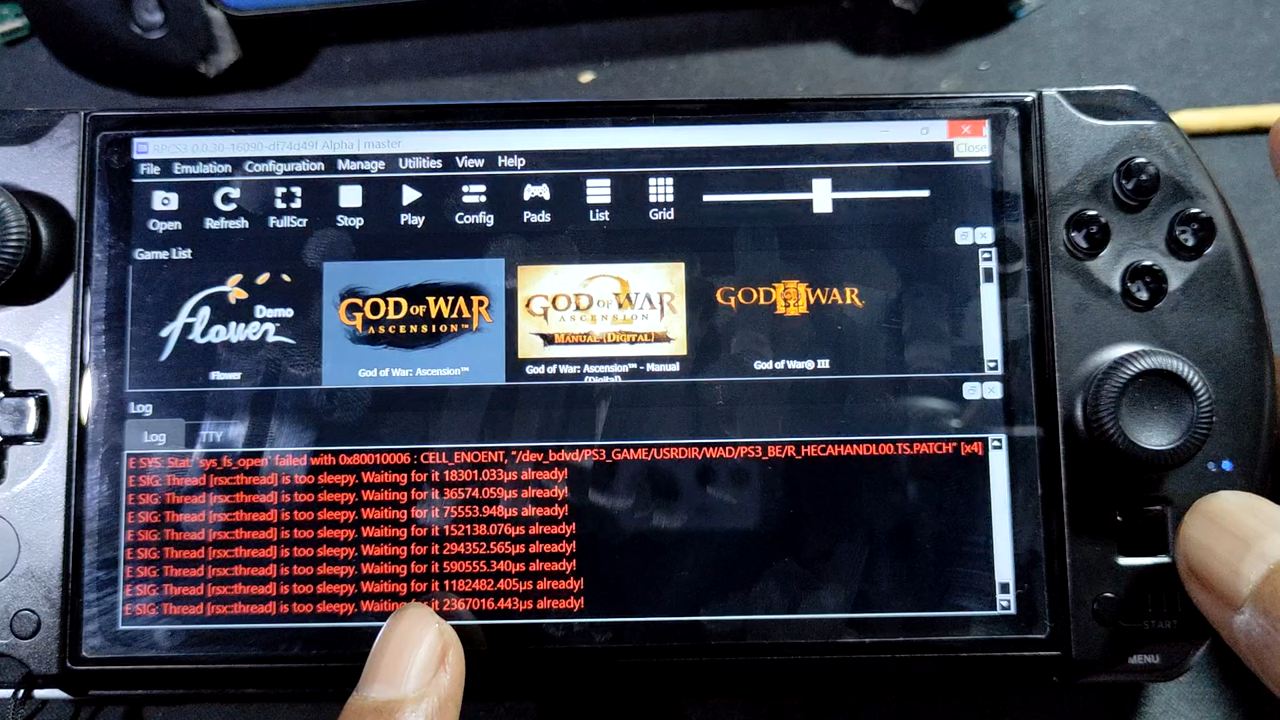 RPCS3 0.0.30-16090-df74d49f Alpha | master
Close
File Emulation Configuration Manage Utilities View Help
Open Refresh FullScr Stop Play Config Pads List Grid
Game List
flower Demo
GOD OF WAR ASCENSION™
GOD OF WAR ASCENSION MANUAL (DIGITAL)
GOD OF WAR III
Flower
God of War: Ascension™
God of War: Ascension™ - Manual (Digital)
God of War® III
Log
Log TTY
E SYS: Stat: 'sys_fs_open' failed with 0x80010006 : CELL_ENOENT, "/dev_bdvd/PS3_GAME/USRDIR/WAD/PS3_BE/R_HECAHANDL00.TS.PATCH" [x4]
E SIG: Thread [rsx::thread] is too sleepy. Waiting for it 18301.033µs already!
E SIG: Thread [rsx::thread] is too sleepy. Waiting for it 36574.059µs already!
E SIG: Thread [rsx::thread] is too sleepy. Waiting for it 75553.948µs already!
E SIG: Thread [rsx::thread] is too sleepy. Waiting for it 152138.076µs already!
E SIG: Thread [rsx::thread] is too sleepy. Waiting for it 294352.565µs already!
E SIG: Thread [rsx::thread] is too sleepy. Waiting for it 590555.340µs already!
E SIG: Thread [rsx::thread] is too sleepy. Waiting for it 1182482.405µs already!
E SIG: Thread [rsx::thread] is too sleepy. Waiting for it 2367016.443µs already!
START
MENU